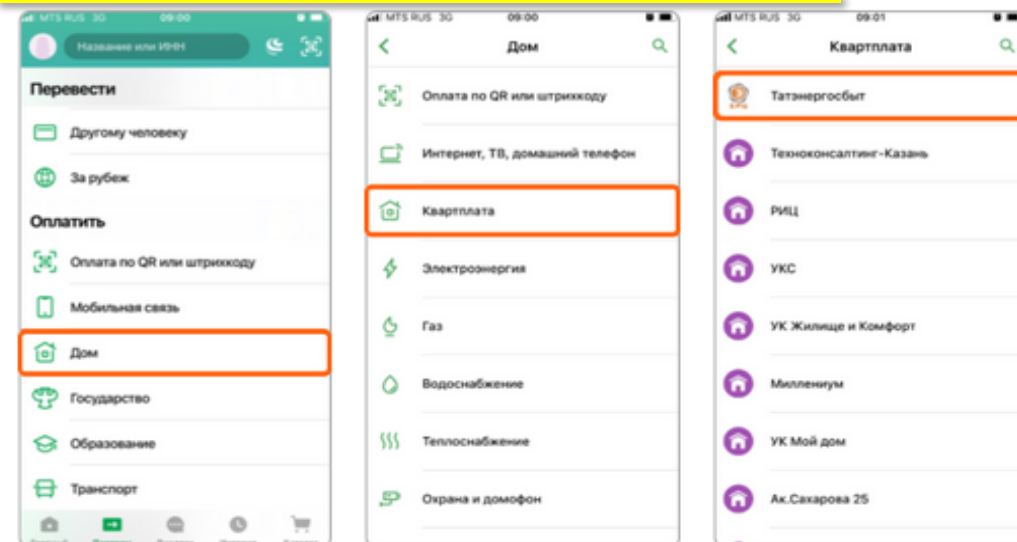 MTS RUS 3G 09:00
Название или ИНН
Перевести
Другому человеку
За рубеж
Оплатить
Оплата по QR или штрихкоду
Мобильная связь
Дом
Государство
Образование
Транспорт
MTS RUS 3G 09:00
Дом
Оплата по QR или штрихкоду
Интернет, ТВ, домашний телефон
Квартплата
Электроэнергия
Газ
Водоснабжение
Теплоснабжение
Охрана и домофон
MTS RUS 3G 09:01
Квартплата
Татэнергосбыт
Техноконсалтинг-Казань
РИЦ
УКС
УК Жилище и Комфорт
Миллениум
УК Мой дом
Ак.Сахарова 25